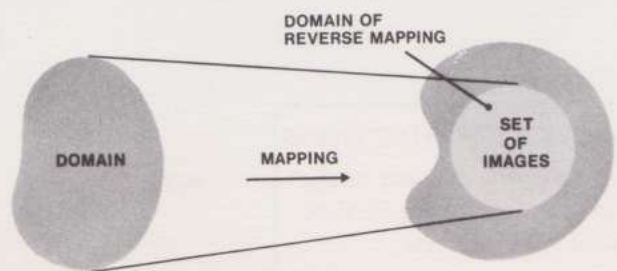 DOMAIN OF
REVERSE MAPPING
DOMAIN
MAPPING
SET
OF
IMAGES